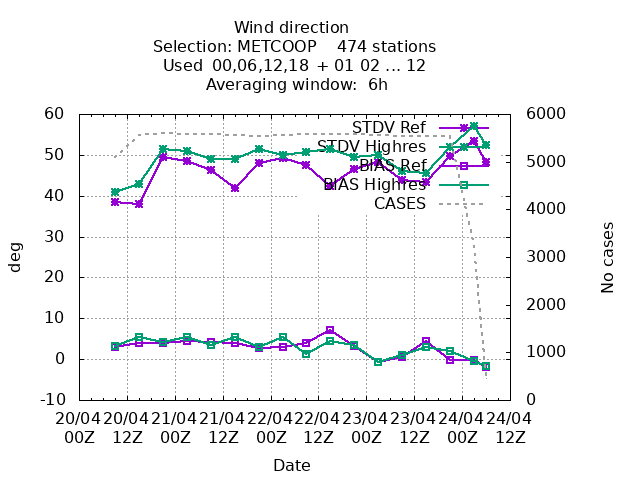 Wind direction
Selection: METCOOP    474 stations
Used  00,06,12,18  + 01 02 ... 12
Averaging window:  6h
60
50
40
30
20
10
0
-10
deg
6000
5000
4000
3000
2000
1000
0
No cases
STDV Ref
STDV Highres
BIAS Ref
BIAS Highres
CASES
20/04 20/04 21/04 21/04 22/04 22/04 23/04 23/04 24/04 24/04
00Z 12Z 00Z 12Z 00Z 12Z 00Z 12Z 00Z 12Z
Date